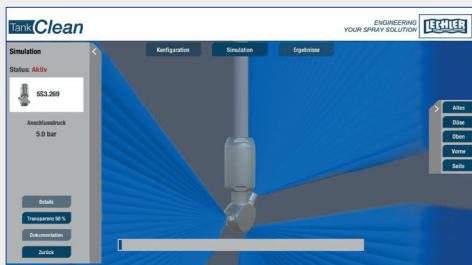 TankClean
ENGINEERING
YOUR SPRAY SOLUTION
LECHLER
Simulation
Konfiguration
Simulation
Ergebnisse
Status: Aktiv
5S3.269
Anschlussdruck
5.0 bar
Alles
Düse
Oben
Vorne
Seite
Details
Transparenz 50 %
Dokumentation
Zurück